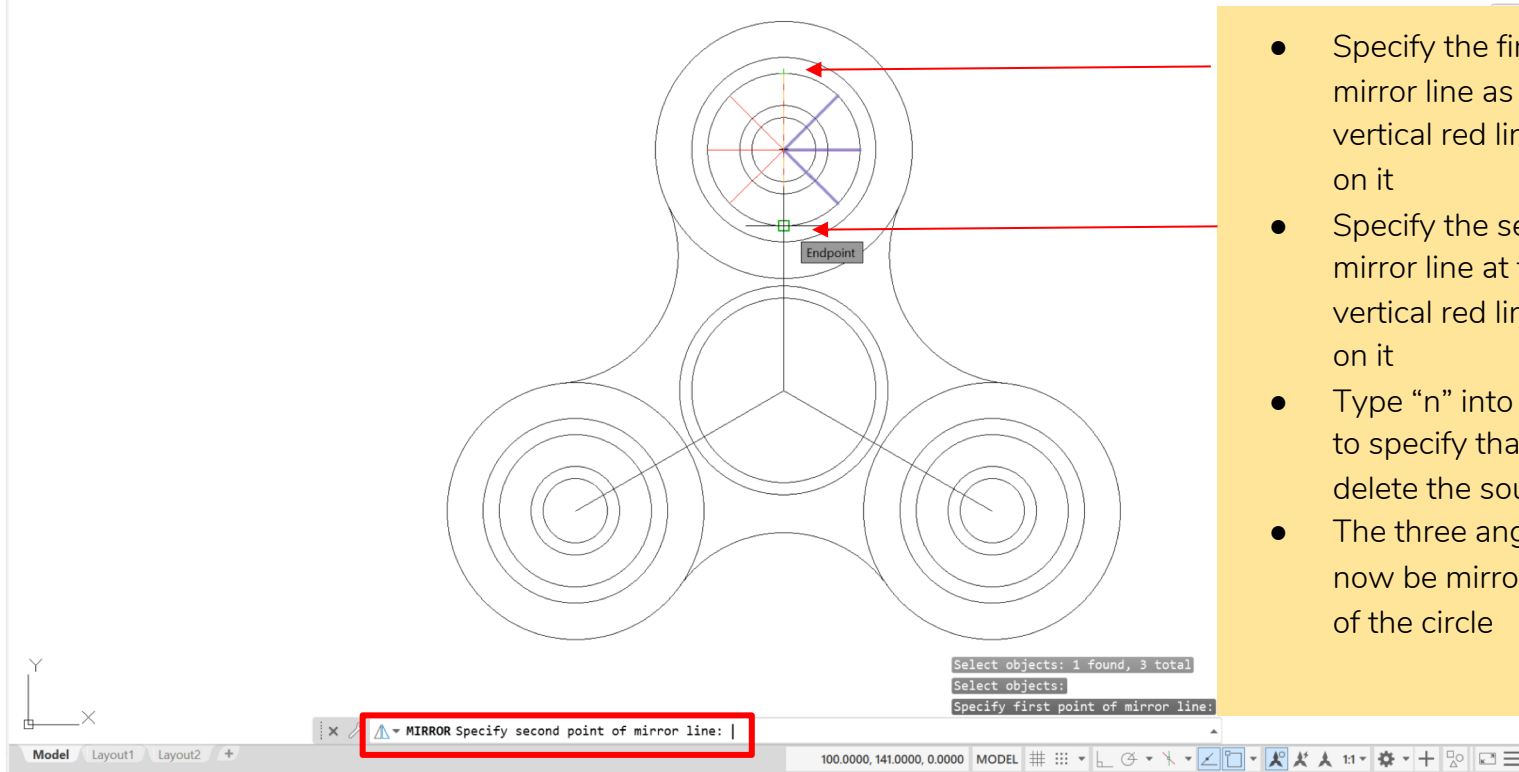 ● Specify the fir
mirror line as
vertical red lin
on it
● Specify the se
mirror line at t
vertical red lin
on it
● Type “n” into
to specify tha
delete the sou
● The three ang
now be mirro
of the circle
Endpoint
Y
X
Select objects: 1 found, 3 total
Select objects:
Specify first point of mirror line:
MIRROR Specify second point of mirror line:
Model Layout1 Layout2 + 100.0000, 141.0000, 0.0000 MODEL 1:1